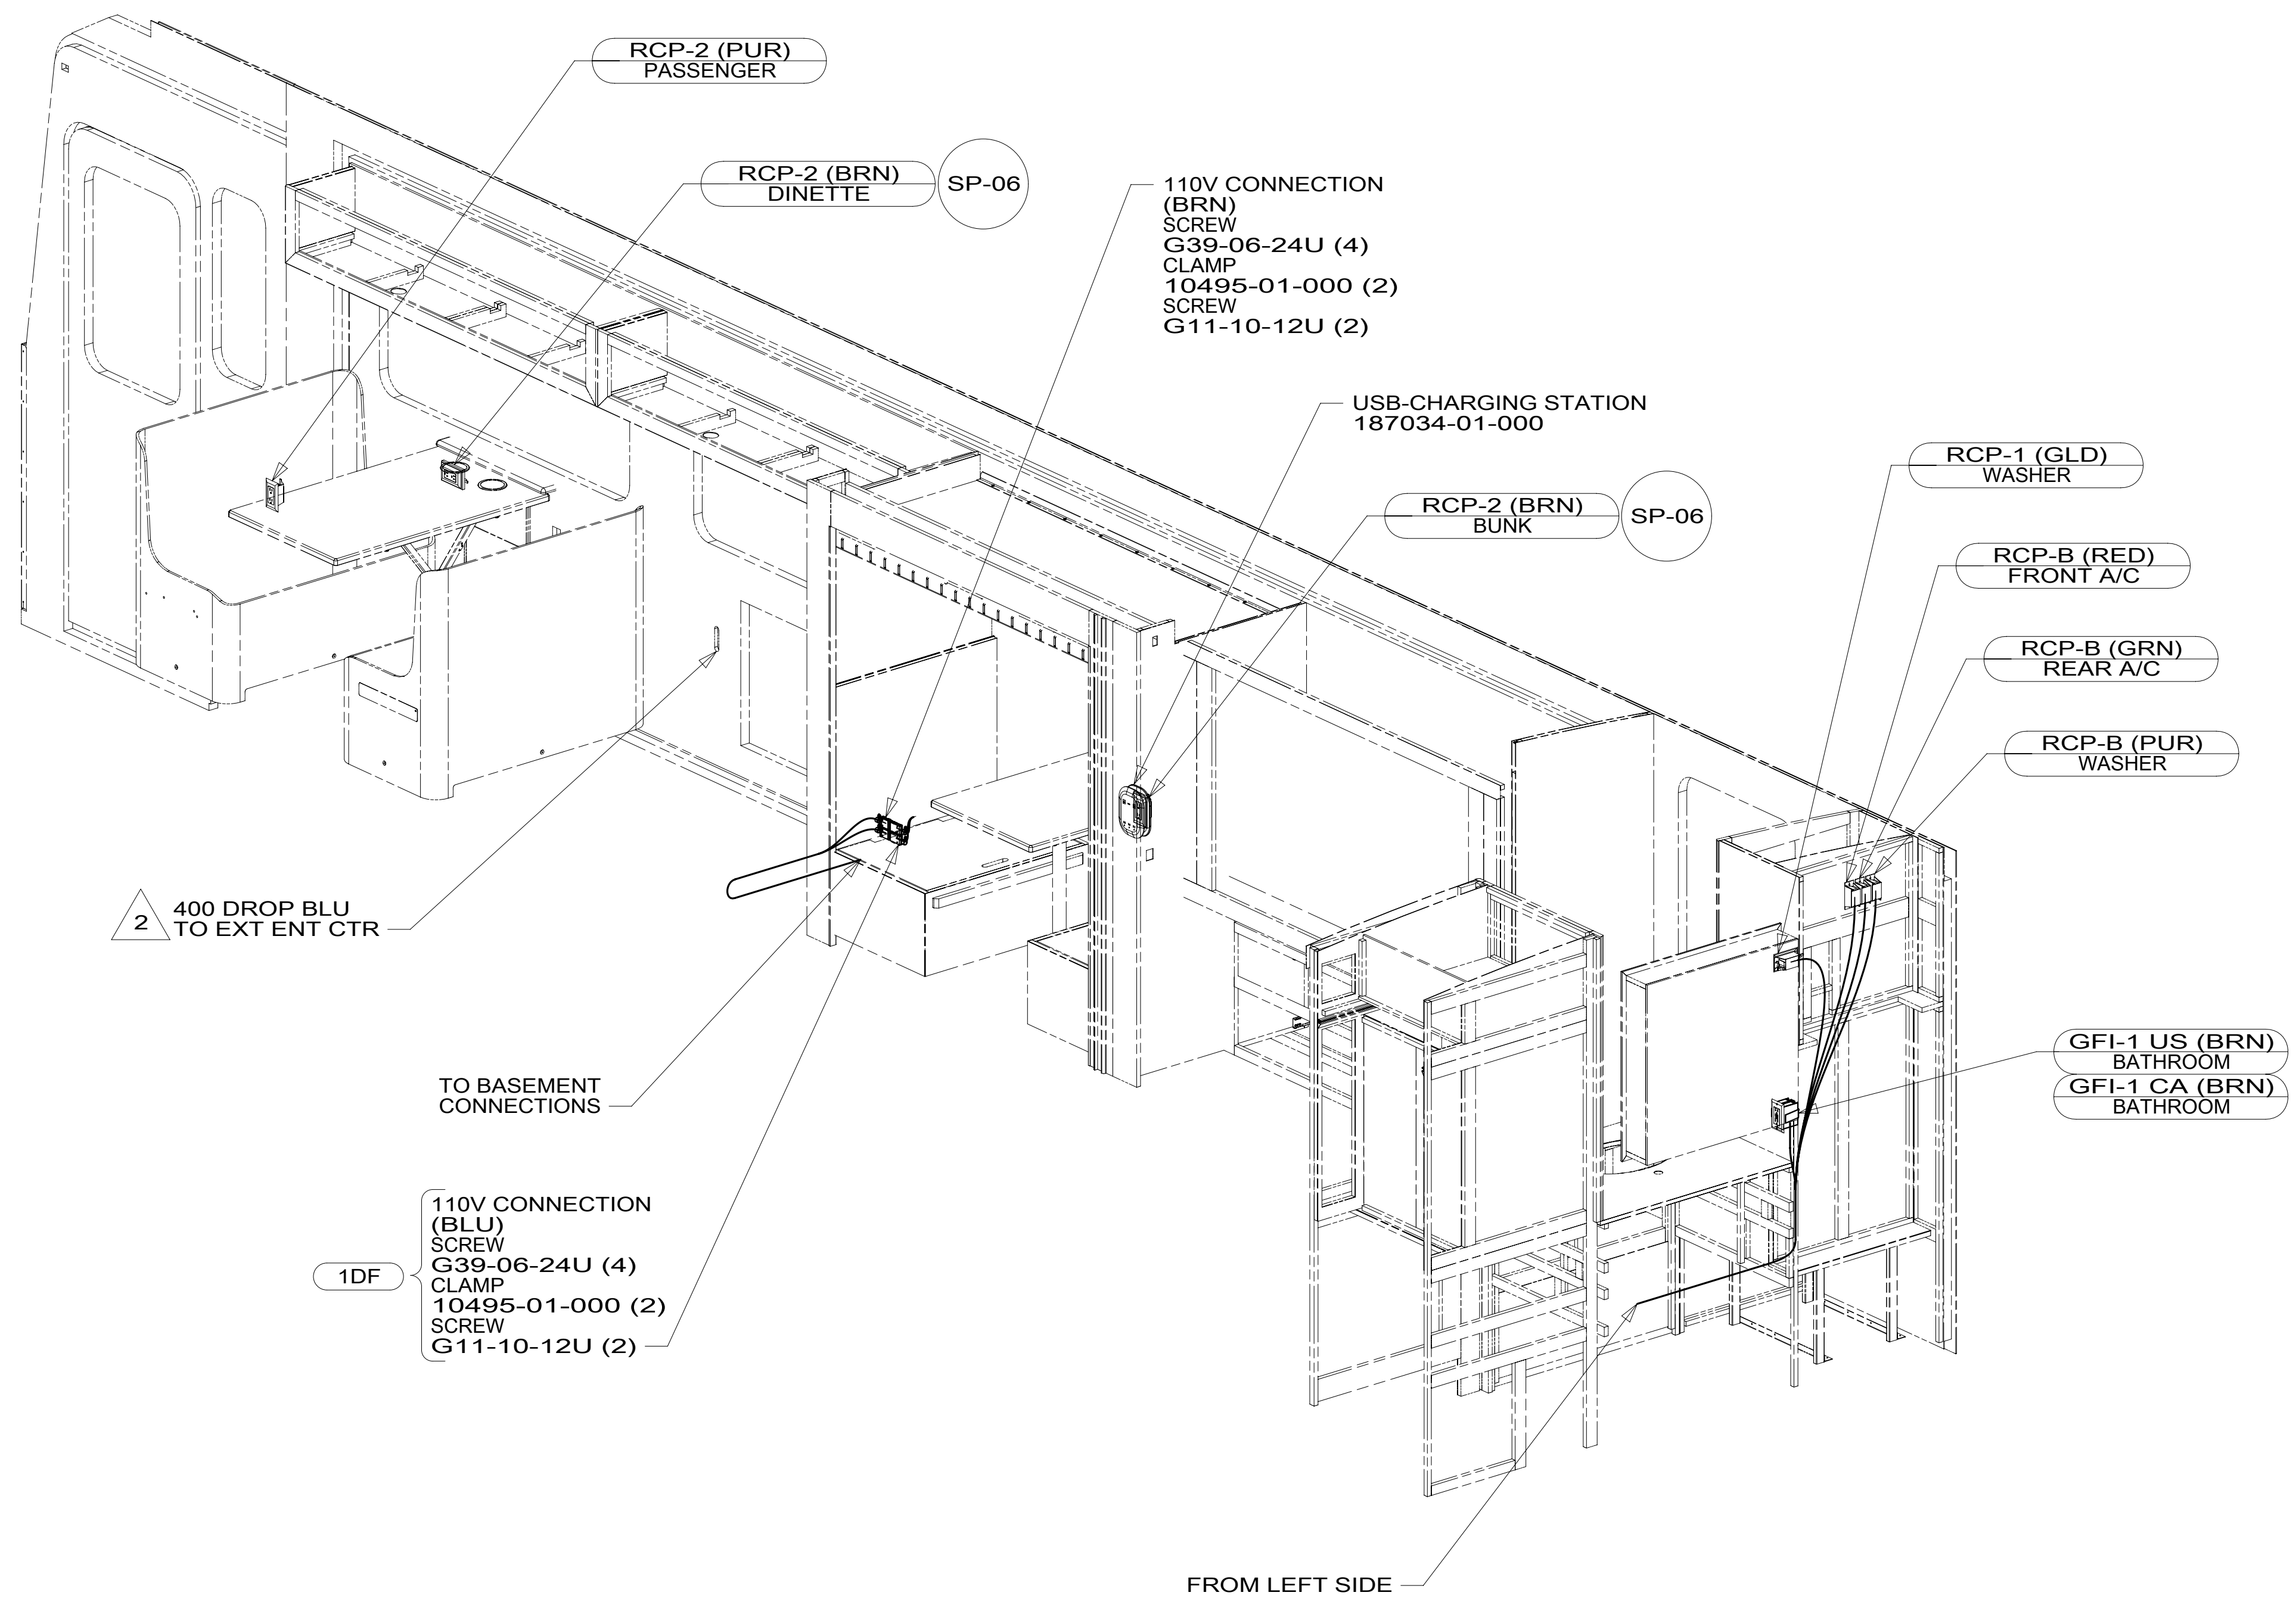 RCP-2 (PUR)
PASSENGER
RCP-2 (BRN)
DINETTE
SP-06
110V CONNECTION
(BRN)
SCREW
G39-06-24U (4)
CLAMP
10495-01-000 (2)
SCREW
G11-10-12U (2)
USB-CHARGING STATION
187034-01-000
RCP-2 (BRN)
BUNK
SP-06
RCP-1 (GLD)
WASHER
RCP-B (RED)
FRONT A/C
RCP-B (GRN)
REAR A/C
RCP-B (PUR)
WASHER
2
400 DROP BLU
TO EXT ENT CTR
TO BASEMENT
CONNECTIONS
GFI-1 US (BRN)
BATHROOM
GFI-1 CA (BRN)
BATHROOM
1DF
110V CONNECTION
(BLU)
SCREW
G39-06-24U (4)
CLAMP
10495-01-000 (2)
SCREW
G11-10-12U (2)
FROM LEFT SIDE